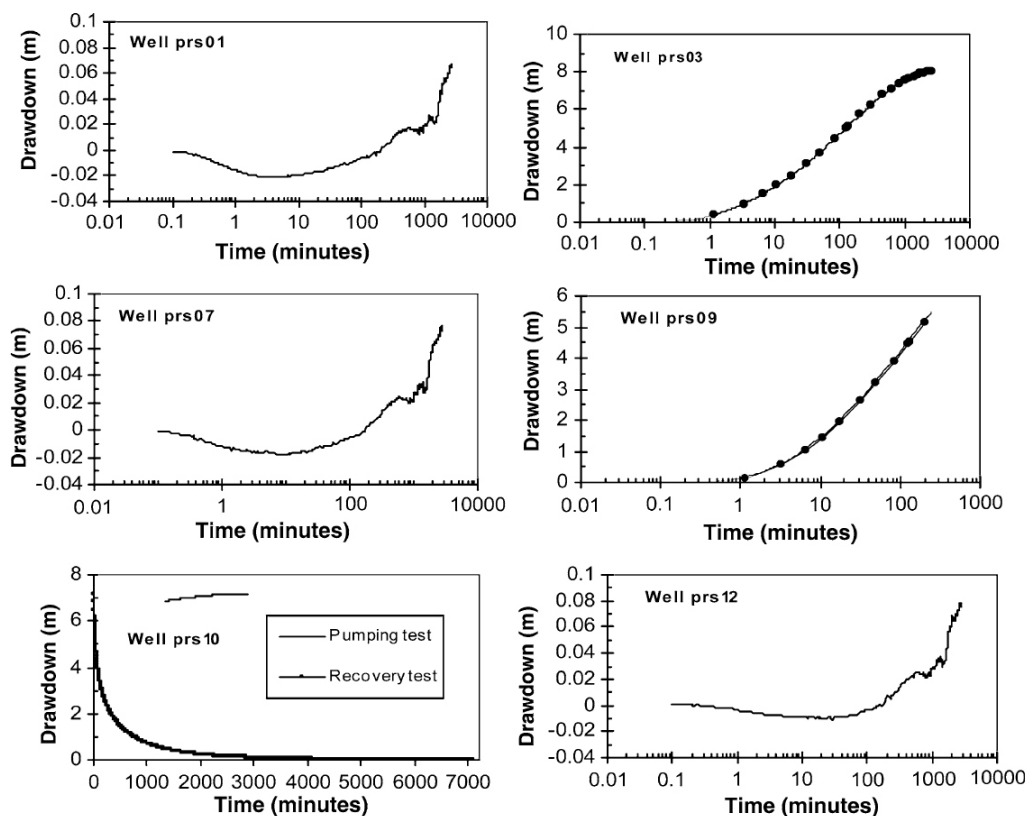 Well prs01
Drawdown (m)
0.1
0.08
0.06
0.04
0.02
0
-0.02
-0.04
0.01 0.1 1 10 100 1000 10000
Time (minutes)
Well prs03
Drawdown (m)
10
8
6
4
2
0
0.01 0.1 1 10 100 1000 10000
Time (minutes)
Well prs07
Drawdown (m)
0.1
0.08
0.06
0.04
0.02
0
-0.02
-0.04
0.01 1 100 10000
Time (minutes)
Well prs09
Drawdown (m)
6
5
4
3
2
1
0
0.01 0.1 1 10 100 1000
Time (minutes)
Well prs10
Drawdown (m)
8
6
4
2
0
Pumping test
Recovery test
0 1000 2000 3000 4000 5000 6000 7000
Time (minutes)
Well prs12
Drawdown (m)
0.1
0.08
0.06
0.04
0.02
0
-0.02
-0.04
0.01 0.1 1 10 100 1000 10000
Time (minutes)